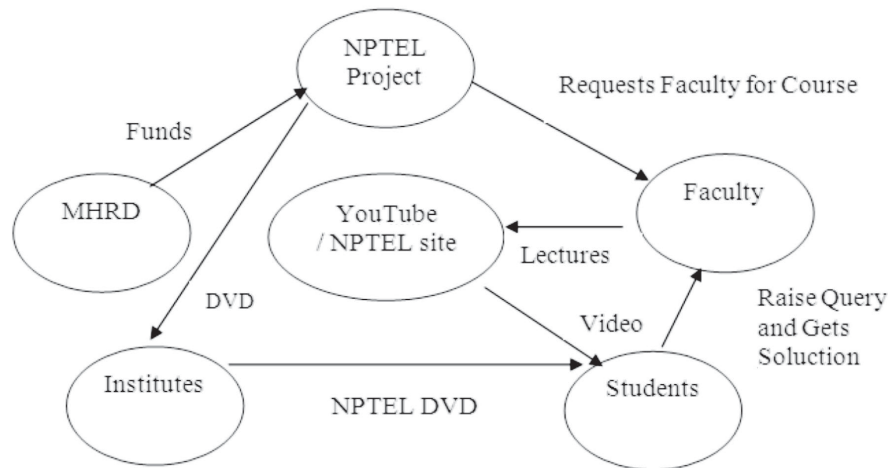 NPTEL
Project
Requests Faculty for Course
Funds
MHRD
YouTube
/ NPTEL site
Faculty
Lectures
DVD
Video
Raise Query
and Gets
Soluction
Institutes
NPTEL DVD
Students